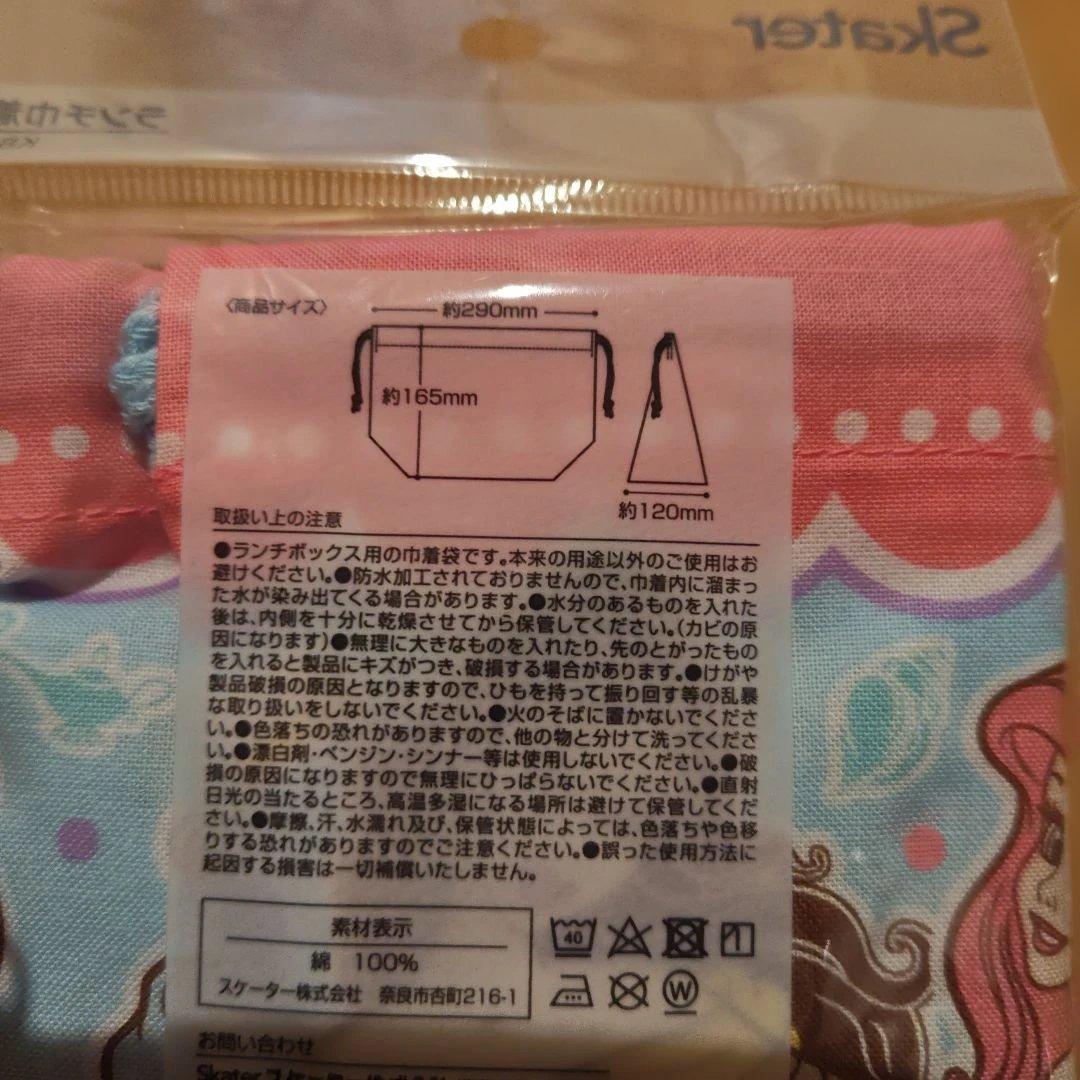 Skater
ランチ巾着
〈商品サイズ〉
約290mm
約165mm
約120mm
取扱い上の注意
●ランチボックス用の巾着袋です。本来の用途以外のご使用はお
避けください。●防水加工されておりませんので、巾着内に溜まっ
た水が染み出てくる場合があります。●水分のあるものを入れた
後は、内側を十分に乾燥させてから保管してください。(カビの原
因になります)●無理に大きなものを入れたり、先のとがったもの
を入れると製品にキズがつき、破損する場合があります。●けがや
製品破損の原因となりますので、ひもを持って振り回す等の乱暴
な取り扱いをしないでください。●火のそばに置かないでくださ
い。●色落ちの恐れがありますので、他の物と分けて洗ってくださ
い。●漂白剤・ベンジン・シンナー等は使用しないでください。●破
損の原因になりますので無理にひっぱらないでください。●直射
日光の当たるところ、高温多湿になる場所は避けて保管してくだ
さい。●摩擦、汗、水濡れ及び、保管状態によっては、色落ちや色移
りする恐れがありますのでご注意ください。●誤った使用方法に
起因する損害は一切補償いたしません。
素材表示
綿 100%
スケーター株式会社 奈良市杏町216-1
40
W
お問い合わせ
Skater スケーター株式会社